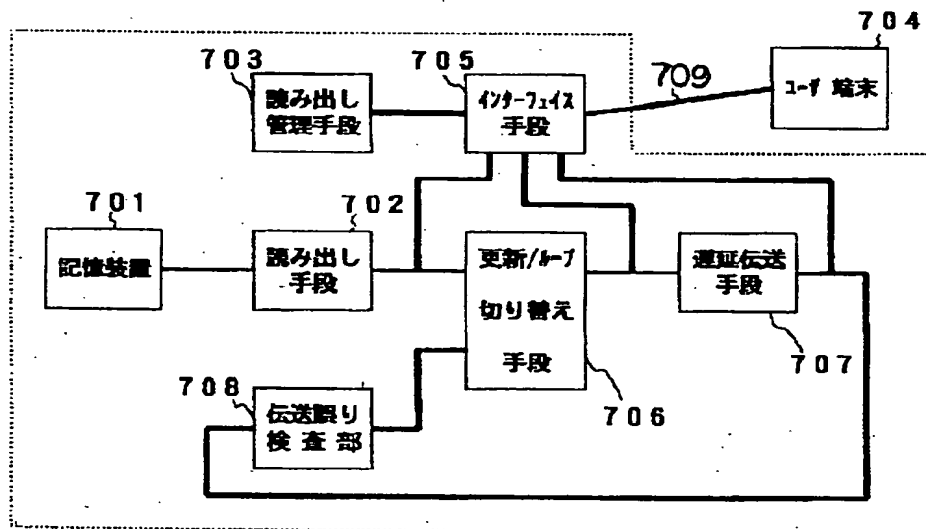 704
703
705
709
ユーザ 端末
読み出し
管理手段
インターフェイス
手段
701
702
記憶装置
読み出し
手段
更新/ループ
切り替え
手段
遅延伝送
手段
707
708
706
伝送誤り
検査部